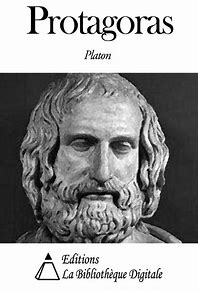 Protagoras
Platon
Editions
La Bibliothèque Digitale